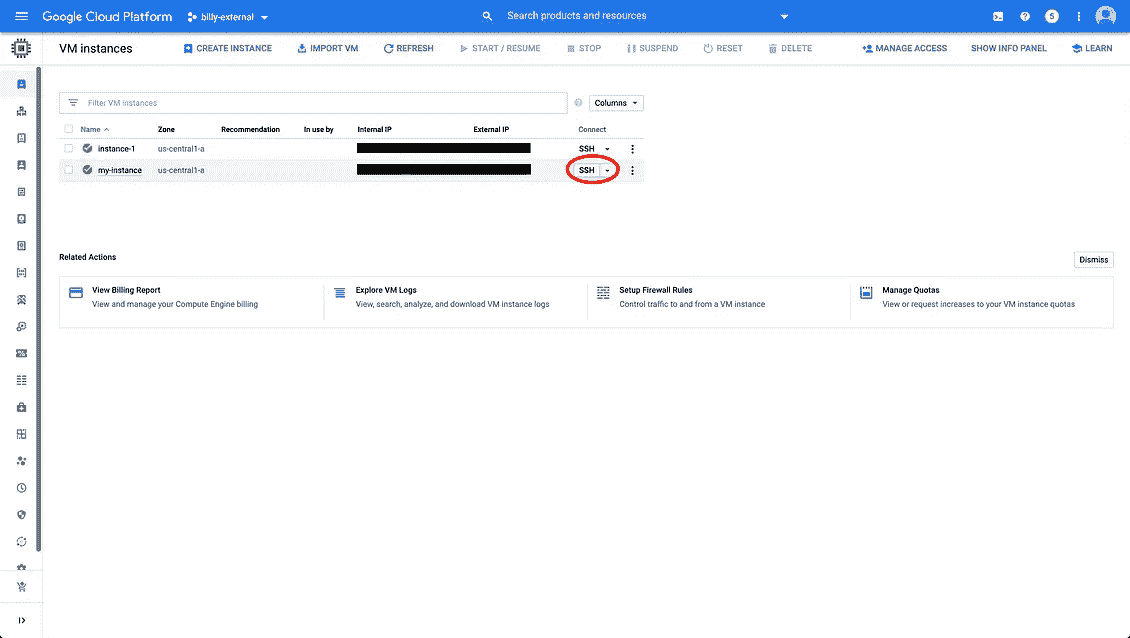 Google Cloud Platform billy-external Search products and resources 5
VM instances CREATE INSTANCE IMPORT VM REFRESH START / RESUME STOP SUSPEND RESET DELETE MANAGE ACCESS SHOW INFO PANEL LEARN
Filter VM instances Columns
Name Zone Recommendation In use by Internal IP External IP Connect
instance-1 us-central1-a SSH
my-instance us-central1-a SSH
Related Actions Dismiss
View Billing Report Explore VM Logs Setup Firewall Rules Manage Quotas
View and manage your Compute Engine billing View, search, analyze, and download VM instance logs Control traffic to and from a VM instance View or request increases to your VM instance quotas